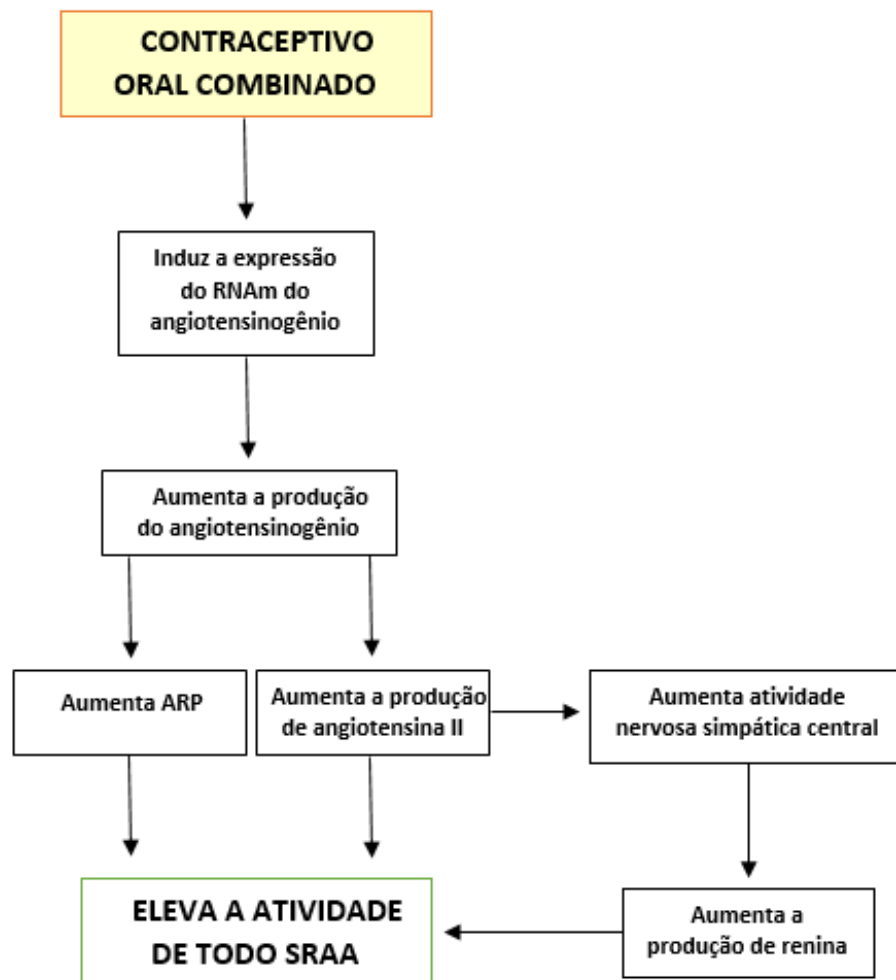 CONTRACEPTIVO
ORAL COMBINADO
Induz a expressão
do RNAm do
angiotensinogênio
Aumenta a produção
do angiotensinogênio
Aumenta ARP
Aumenta a produção
de angiotensina II
Aumenta atividade
nervosa simpática central
ELEVA A ATIVIDADE
DE TODO SRAA
Aumenta a
produção de renina